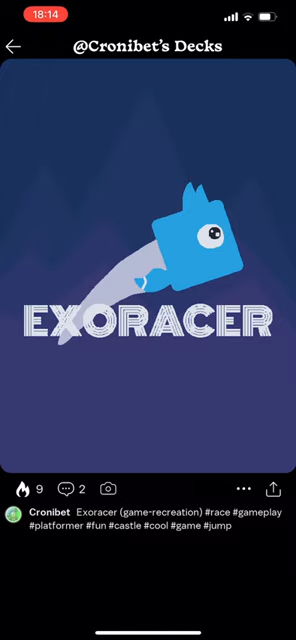 18:14
@Cronibet's Decks
EXORACER
9 2
Cronibet Exoracer (game-recreation) #race #gameplay
#platformer #fun #castle #cool #game #jump